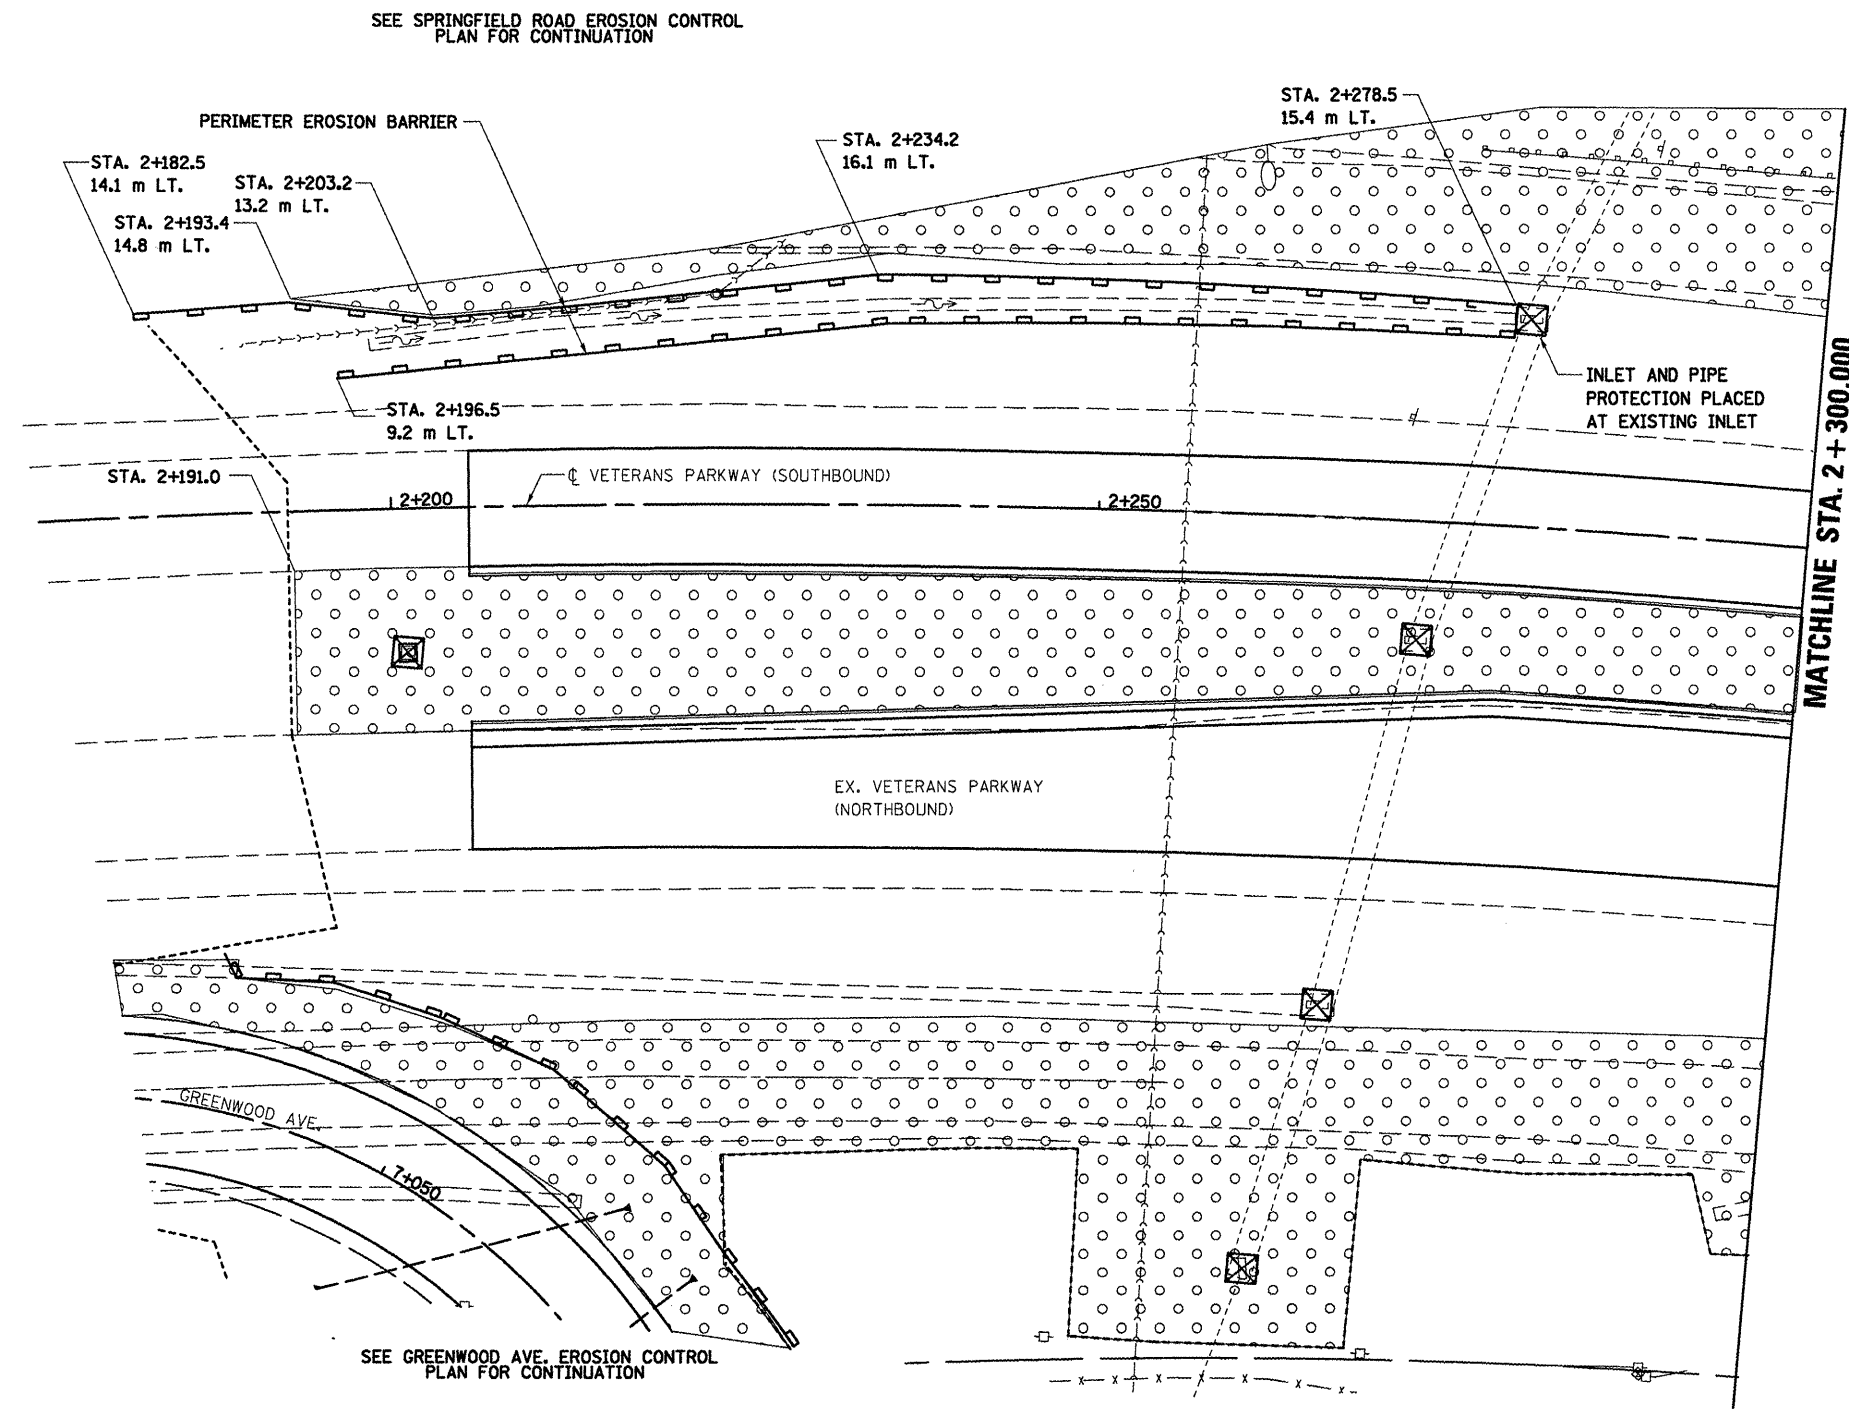 SEE SPRINGFIELD ROAD EROSION CONTROL
PLAN FOR CONTINUATION
STA. 2+278.5
15.4 m LT.
PERIMETER EROSION BARRIER
STA. 2+234.2
16.1 m LT.
STA. 2+182.5
14.1 m LT.
STA. 2+203.2
13.2 m LT.
STA. 2+193.4
14.8 m LT.
INLET AND PIPE
PROTECTION PLACED
AT EXISTING INLET
STA. 2+196.5
9.2 m LT.
STA. 2+191.0
℄ VETERANS PARKWAY (SOUTHBOUND)
2+200
2+250
MATCHLINE STA. 2+300.000
EX. VETERANS PARKWAY
(NORTHBOUND)
GREENWOOD AVE.
7+050
SEE GREENWOOD AVE. EROSION CONTROL
PLAN FOR CONTINUATION